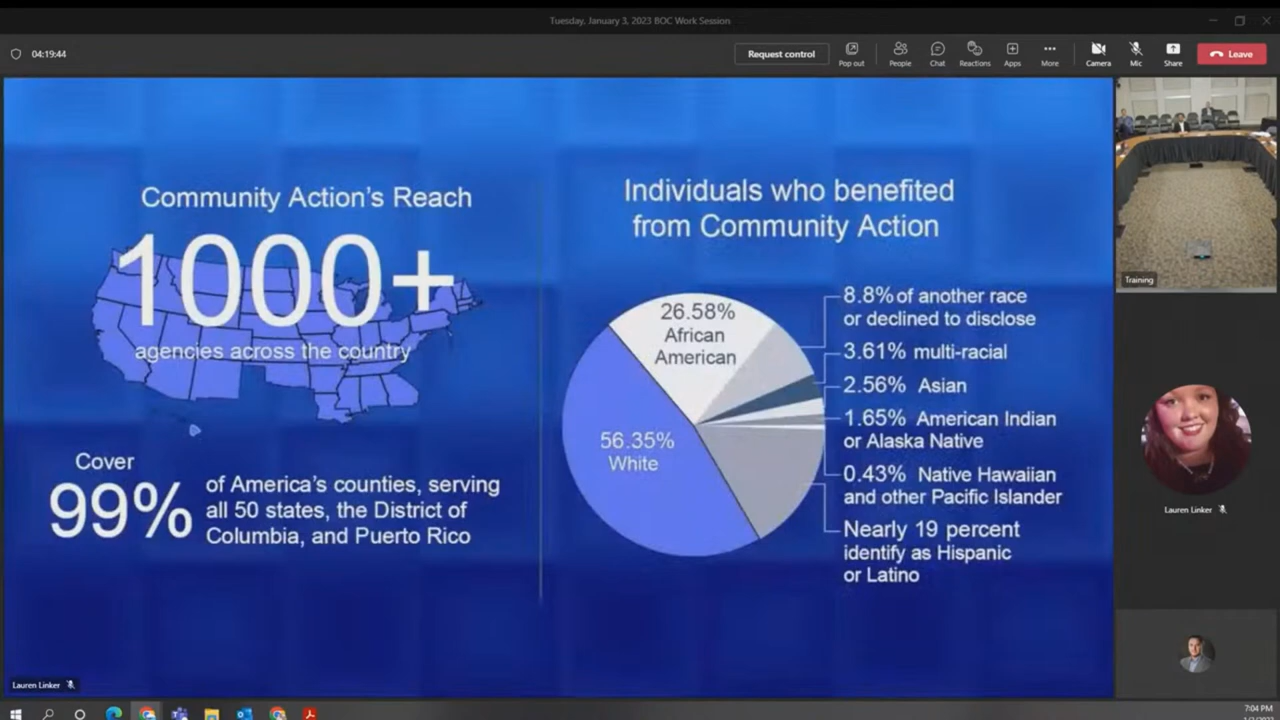 Tuesday, January 3, 2023 BOC Work Session
04:19:44
Request control
Pop out
People
Chat
Reactions
Apps
More
Camera
Mic
Share
Leave
Community Action's Reach
1000+
agencies across the country
Cover
99%
of America's counties, serving
all 50 states, the District of
Columbia, and Puerto Rico
Individuals who benefited
from Community Action
26.58%
African
American
56.35%
White
8.8% of another race
or declined to disclose
3.61% multi-racial
2.56% Asian
1.65% American Indian
or Alaska Native
0.43% Native Hawaiian
and other Pacific Islander
Nearly 19 percent
identify as Hispanic
or Latino
Training
Lauren Linker
Lauren Linker
7:04 PM